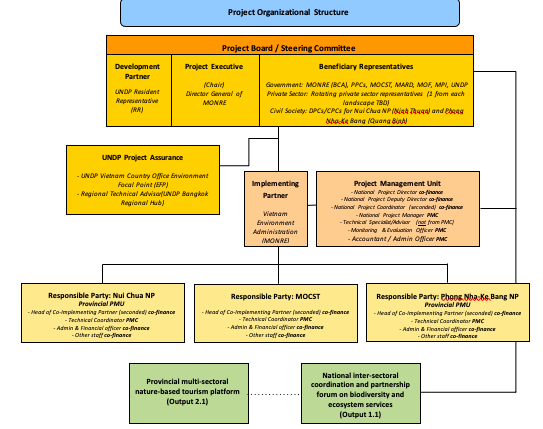 Project Organizational Structure
Project Board / Steering Committee
Development
Partner
UNDP Resident
Representative
(RR)
Project Executive
(Chair)
Director General of
MONRE
Beneficiary Representatives
Government: MONRE (BCA), PPCs, MOCST, MARD, MOF, MPI, UNDP
Private Sector: Rotating private sector representatives (1 from each
landscape TBD)
Civil Society: DPCs/CPCs for Nui Chua NP (Ninh Thuan) and Phong
Nha-Ke Bang (Quang Binh)
UNDP Project Assurance
- UNDP Vietnam Country Office Environment
Focal Point (EFP)
- Regional Technical Advisor(UNDP Bangkok
Regional Hub)
Implementing
Partner
Vietnam
Environment
Administration
(MONRE)
Project Management Unit
- National Project Director co-finance
- National Project Deputy Director co-finance
- National Project Coordinator (seconded) co-finance
- National Project Manager PMC
- Technical Specialist/Advisor (not from PMC)
- Monitoring & Evaluation Officer PMC
- Accountant / Admin Officer PMC
Responsible Party: Nui Chua NP
Provincial PMU
- Head of Co-Implementing Partner (seconded) co-finance
- Technical Coordinator PMC
- Admin & Financial officer co-finance
- Other staff co-finance
Responsible Party: MOCST
- Head of Co-Implementing Partner (seconded) co-finance
- Technical Coordinator PMC
- Admin & Financial officer co-finance
- Other staff co-finance
Responsible Party: Phong Nha-Ke Bang NP
Provincial PMU
- Head of Co-Implementing Partner (seconded) co-finance
- Technical Coordinator PMC
- Admin & Financial officer co-finance
- Other staff co-finance
Provincial multi-sectoral
nature-based tourism platform
(Output 2.1)
National inter-sectoral
coordination and partnership
forum on biodiversity and
ecosystem services
(Output 1.1)